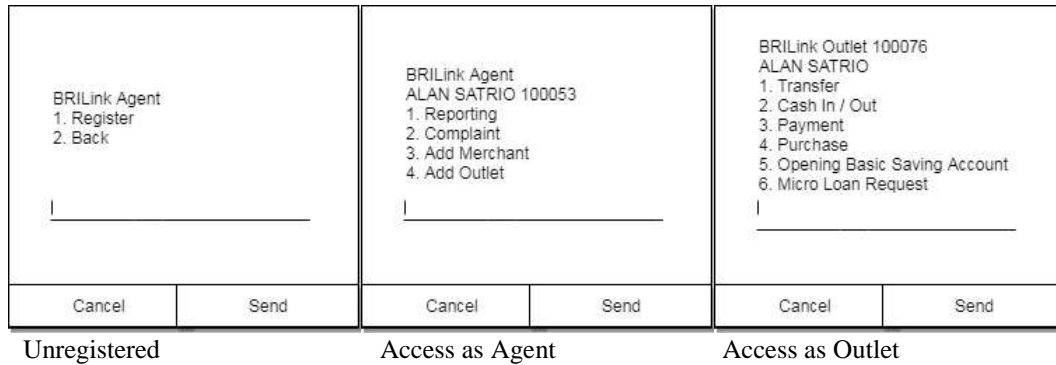 BRILink Agent
1. Register
2. Back
Cancel
Send
Unregistered
BRILink Agent
ALAN SATRIO 100053
1. Reporting
2. Complaint
3. Add Merchant
4. Add Outlet
Cancel
Send
Access as Agent
BRILink Outlet 100076
ALAN SATRIO
1. Transfer
2. Cash In / Out
3. Payment
4. Purchase
5. Opening Basic Saving Account
6. Micro Loan Request
Cancel
Send
Access as Outlet